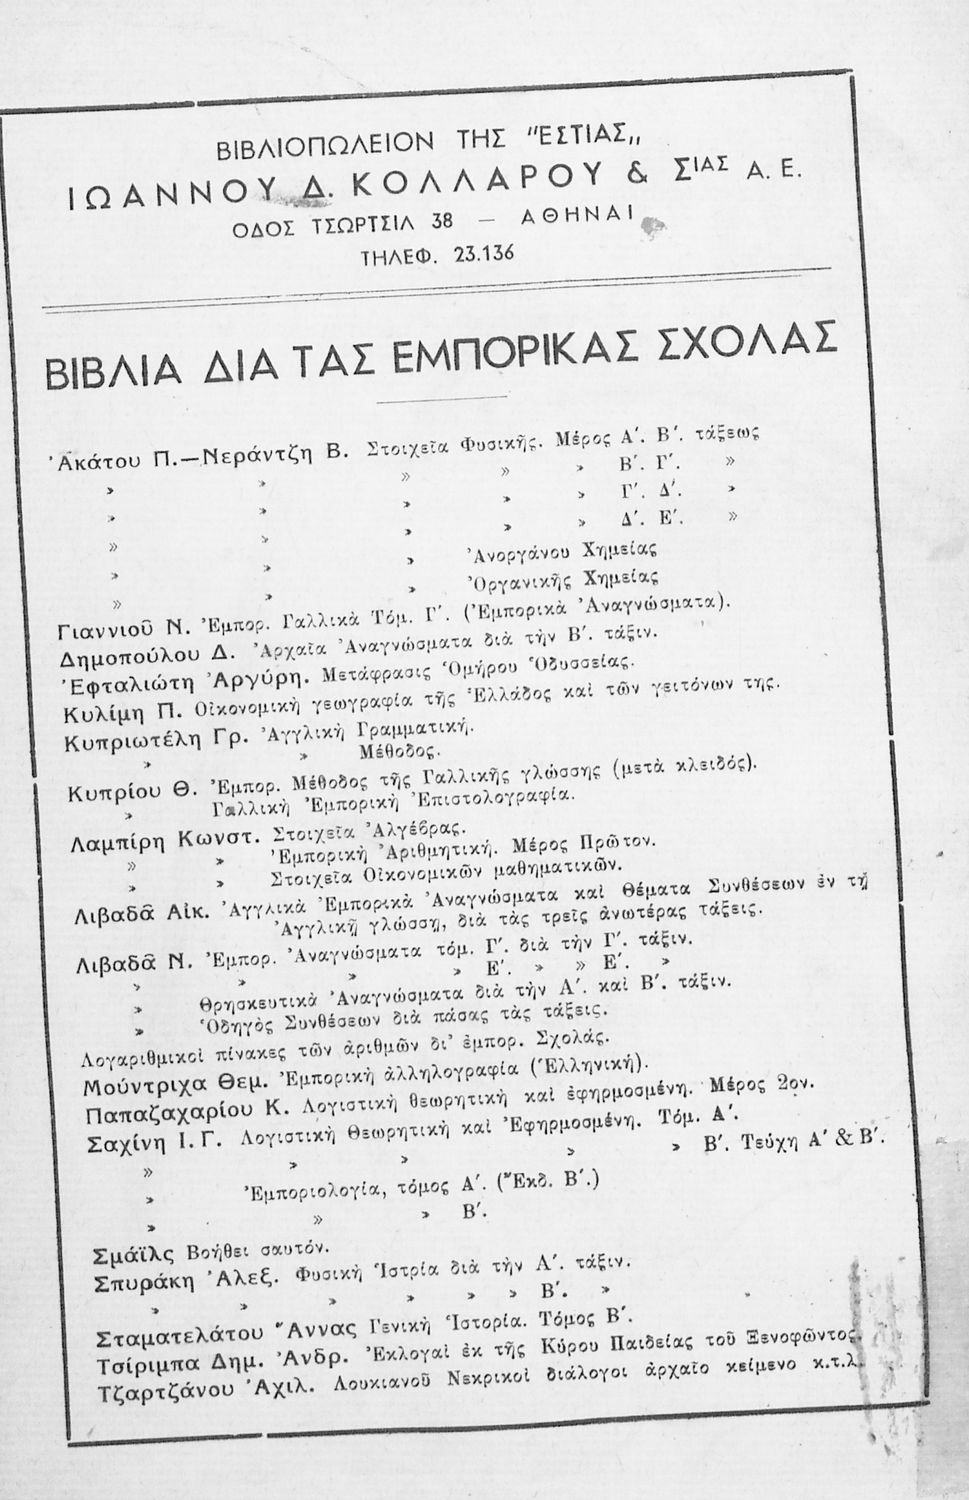 ΒΙΒΛΙΟΠΩΛΕΙΟΝ ΤΗΣ "ΕΣΤΙΑΣ„
ΙΩΑΝΝΟΥ Δ. ΚΟΛΛΑΡΟΥ & ΣΙΑΣ Α. Ε.
ΟΔΟΣ ΤΣΩΡΤΣΙΛ 38 — ΑΘΗΝΑΙ
ΤΗΛΕΦ. 23.136
ΒΙΒΛΙΑ ΔΙΑ ΤΑΣ ΕΜΠΟΡΙΚΑΣ ΣΧΟΛΑΣ
Ἀκάτου Π.—Νεράντζη Β. Στοιχεῖα Φυσικῆς. Μέρος Α΄. Β΄. τάξεως
» » » » » Β΄. Γ΄. »
» » » » » Γ΄. Δ΄. »
» » » » » Δ΄. Ε΄. »
» » » Ἀνοργάνου Χημείας
» » » Ὀργανικῆς Χημείας
Γιαννιοῦ Ν. Ἐμπορ. Γαλλικὰ Τόμ. Γ΄. (Ἐμπορικὰ Ἀναγνώσματα).
Δημοπούλου Δ. Ἀρχαῖα Ἀναγνώσματα διὰ τὴν Β΄. τάξιν.
Ἐφταλιώτη Ἀργύρη. Μετάφρασις Ὁμήρου Ὀδυσσείας.
Κυλίμη Π. Οἰκονομικὴ γεωγραφία τῆς Ἑλλάδος καὶ τῶν γειτόνων της.
Κυπριωτέλη Γρ. Ἀγγλικὴ Γραμματική.
» » Μέθοδος.
Κυπρίου Θ. Ἐμπορ. Μέθοδος τῆς Γαλλικῆς γλώσσης (μετὰ κλειδός).
» Γαλλικὴ Ἐμπορικὴ Ἐπιστολογραφία.
Λαμπίρη Κωνστ. Στοιχεῖα Ἀλγέβρας.
» » Ἐμπορικὴ Ἀριθμητική. Μέρος Πρῶτον.
» » Στοιχεῖα Οἰκονομικῶν μαθηματικῶν.
Λιβαδᾶ Αἰκ. Ἀγγλικὰ Ἐμπορικὰ Ἀναγνώσματα καὶ Θέματα Συνθέσεων ἐν τῇ
Ἀγγλικῇ γλώσσῃ, διὰ τὰς τρεῖς ἀνωτέρας τάξεις.
Λιβαδᾶ Ν. Ἐμπορ. Ἀναγνώσματα τόμ. Γ΄. διὰ τὴν Γ΄. τάξιν.
» » » » Ε΄. » » Ε΄. »
» Θρησκευτικὰ Ἀναγνώσματα διὰ τὴν Α΄. καὶ Β΄. τάξιν.
» Ὁδηγὸς Συνθέσεων διὰ πάσας τὰς τάξεις.
Λογαριθμικοὶ πίνακες τῶν ἀριθμῶν δι' ἐμπορ. Σχολάς.
Μούντριχα Θεμ. Ἐμπορικὴ ἀλληλογραφία (Ἑλληνική).
Παπαζαχαρίου Κ. Λογιστικὴ θεωρητικὴ καὶ ἐφηρμοσμένη. Μέρος 2ον.
Σαχίνη Ι. Γ. Λογιστικὴ Θεωρητικὴ καὶ Ἐφηρμοσμένη. Τόμ. Α΄.
» » » » » Β΄. Τεύχη Α΄ & Β΄.
» Ἐμποριολογία, τόμος Α΄. (Ἔκδ. Β΄.)
» » » Β΄.
Σμάϊλς Βοήθει σαυτόν.
Σπυράκη Ἀλεξ. Φυσικὴ Ἱστρία διὰ τὴν Α΄. τάξιν.
» » » » » » Β΄. »
Σταματελάτου Ἄννας Γενικὴ Ἱστορία. Τόμος Β΄.
Τσίριμπα Δημ. Ἀνδρ. Ἐκλογαὶ ἐκ τῆς Κύρου Παιδείας τοῦ Ξενοφῶντος.
Τζαρτζάνου Ἀχιλ. Λουκιανοῦ Νεκρικοὶ διάλογοι ἀρχαῖο κείμενο κ.τ.λ.